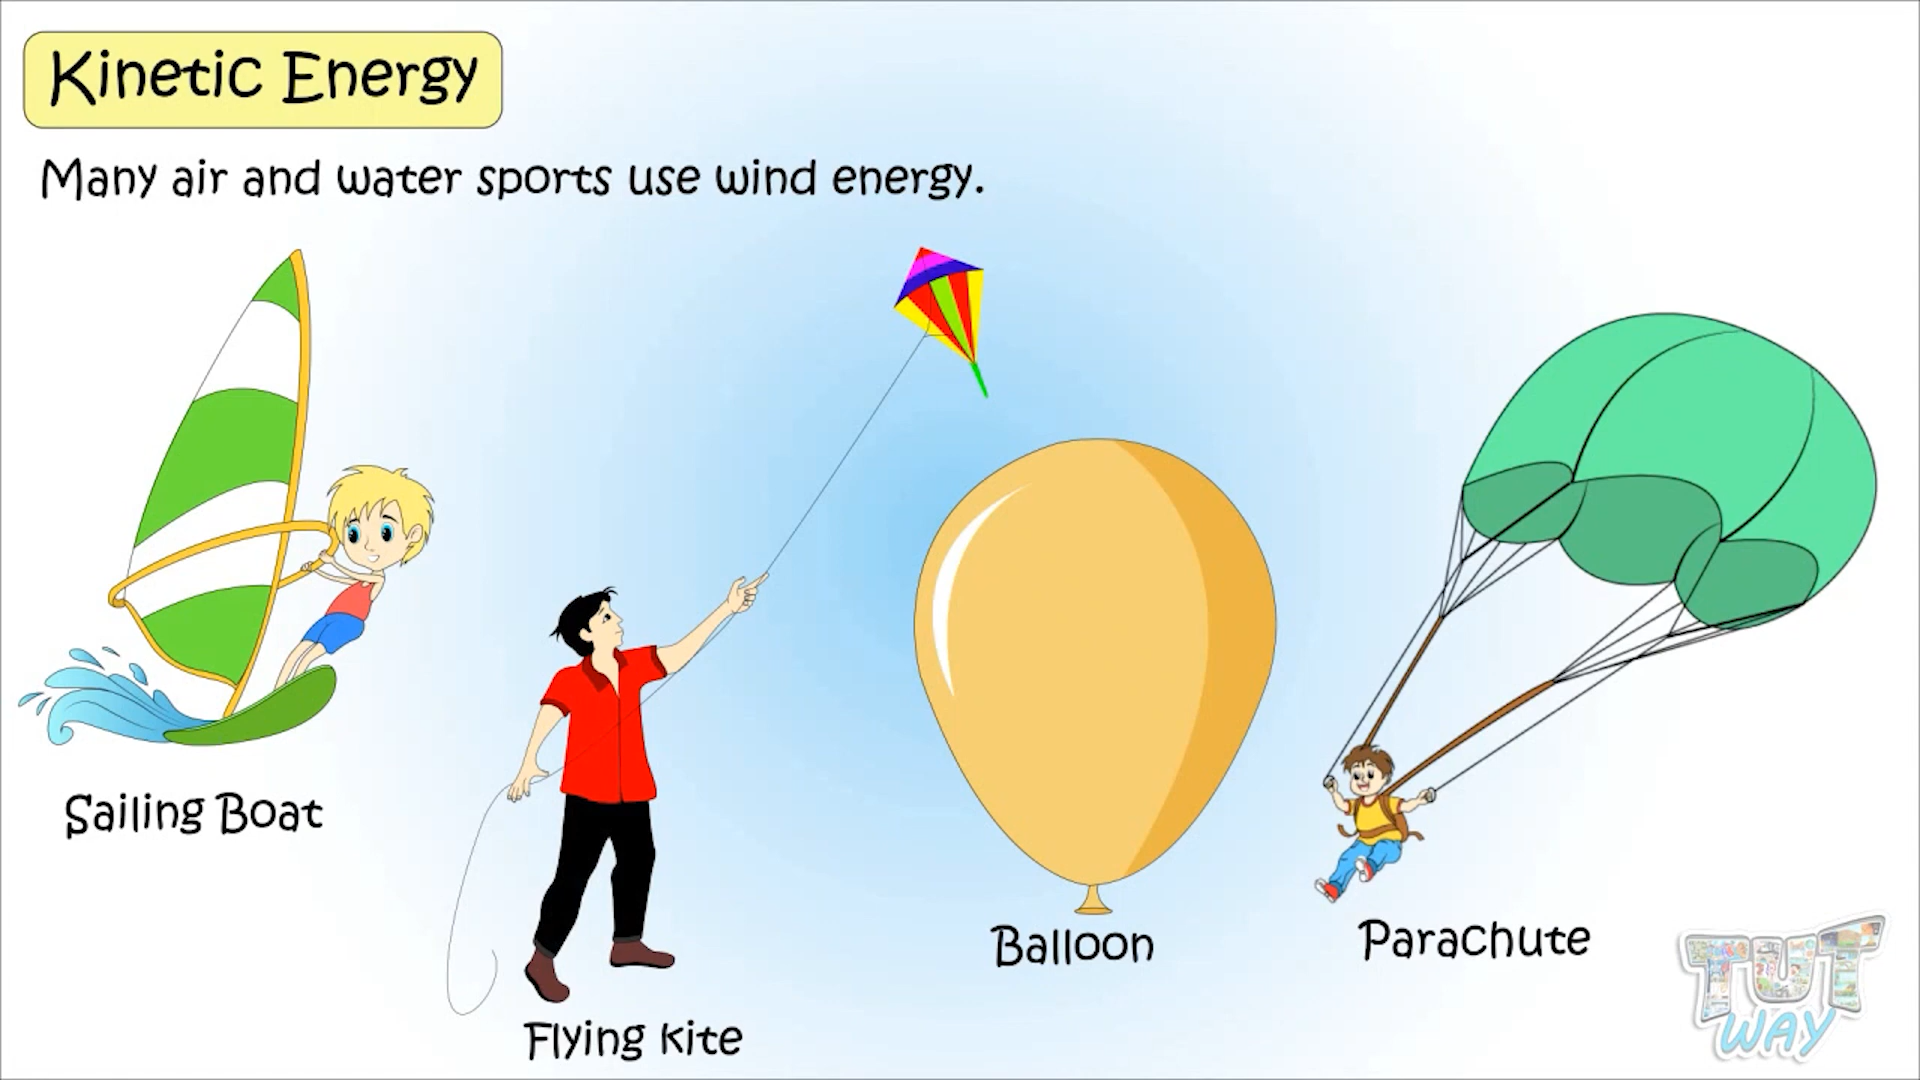 Kinetic Energy
Many air and water sports use wind energy.
Sailing Boat
Flying kite
Balloon
Parachute
TUT
WAY